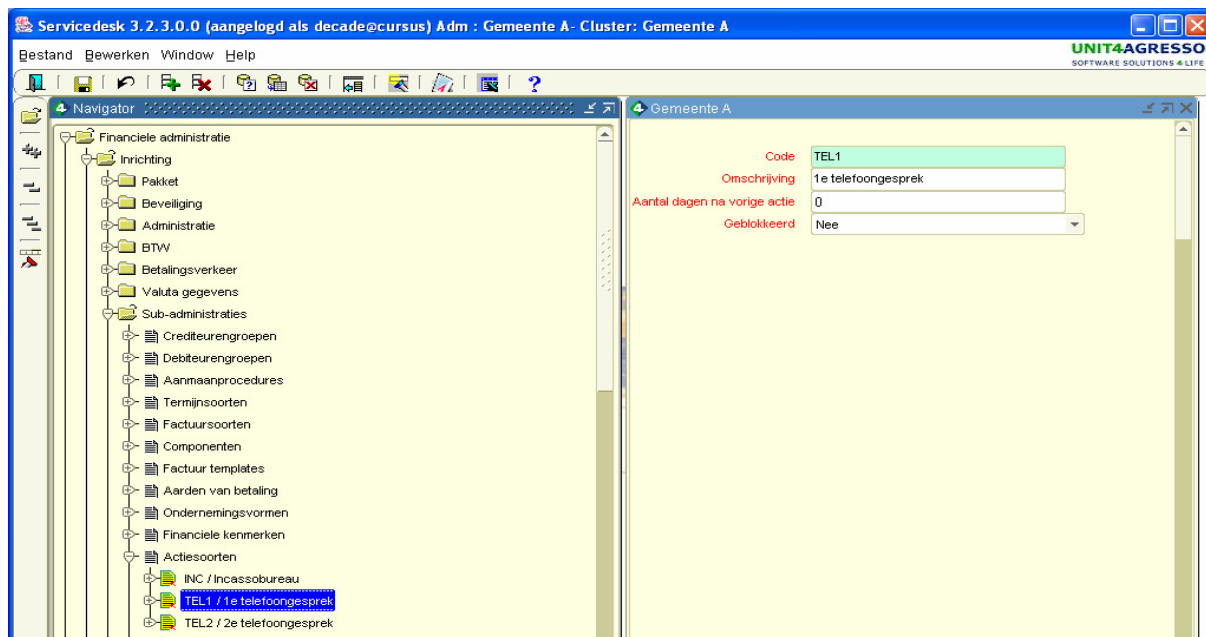 Servicedesk 3.2.3.0.0 (aangelogd als decade@cursus) Adm : Gemeente A- Cluster: Gemeente A
Bestand Bewerken Window Help
UNIT4AGRESSO
SOFTWARE SOLUTIONS 4 LIFE
4 Navigator
Financiele administratie
Inrichting
Pakket
Beveiliging
Administratie
BTW
Betalingsverkeer
Valuta gegevens
Sub-administraties
Crediteurengroepen
Debiteurengroepen
Aanmaanprocedures
Termijnsoorten
Factuursoorten
Componenten
Factuur templates
Aarden van betaling
Ondernemingsvormen
Financiele kenmerken
Actiesoorten
INC / Incassobureau
TEL1 / 1e telefoongesprek
TEL2 / 2e telefoongesprek
4 Gemeente A
Code TEL1
Omschrijving 1e telefoongesprek
Aantal dagen na vorige actie 0
Geblokkeerd Nee